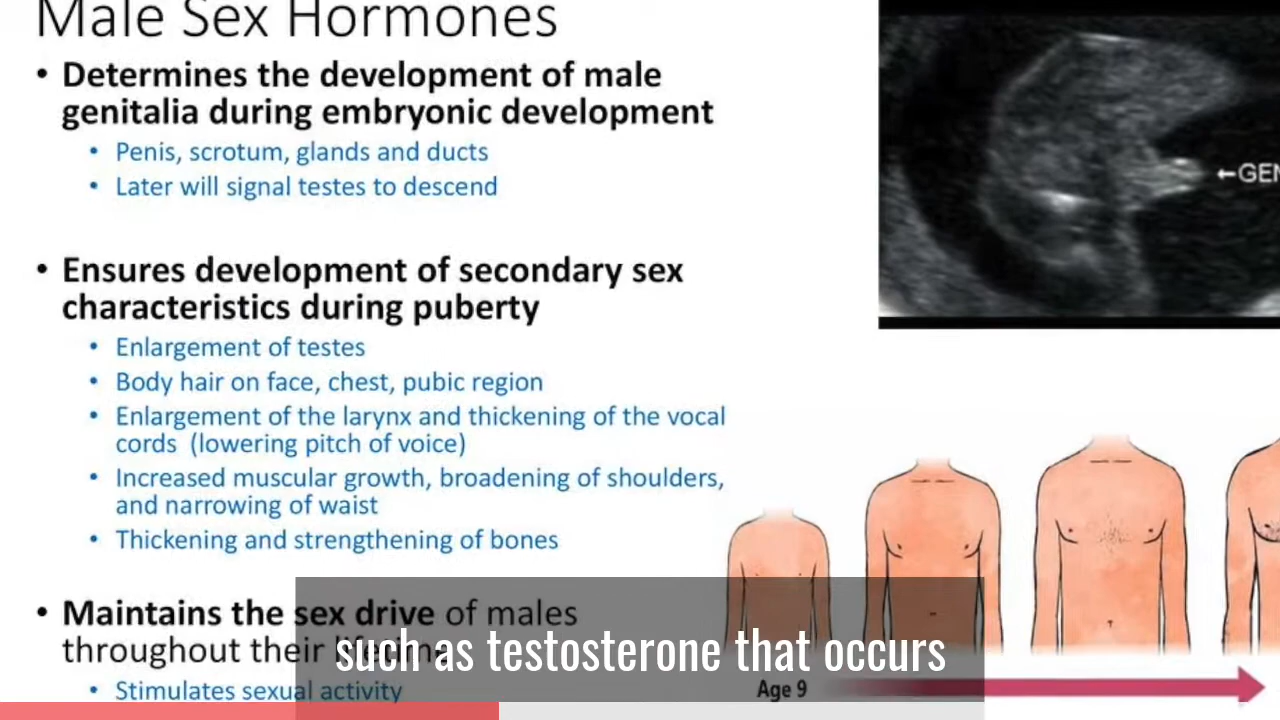 Male Sex Hormones
• Determines the development of male
genitalia during embryonic development
• Penis, scrotum, glands and ducts
• Later will signal testes to descend
←GEN
• Ensures development of secondary sex
characteristics during puberty
• Enlargement of testes
• Body hair on face, chest, pubic region
• Enlargement of the larynx and thickening of the vocal
cords (lowering pitch of voice)
• Increased muscular growth, broadening of shoulders,
and narrowing of waist
• Thickening and strengthening of bones
• Maintains the sex drive of males
throughout their lifetime
such as testosterone that occurs
• Stimulates sexual activity
Age 9